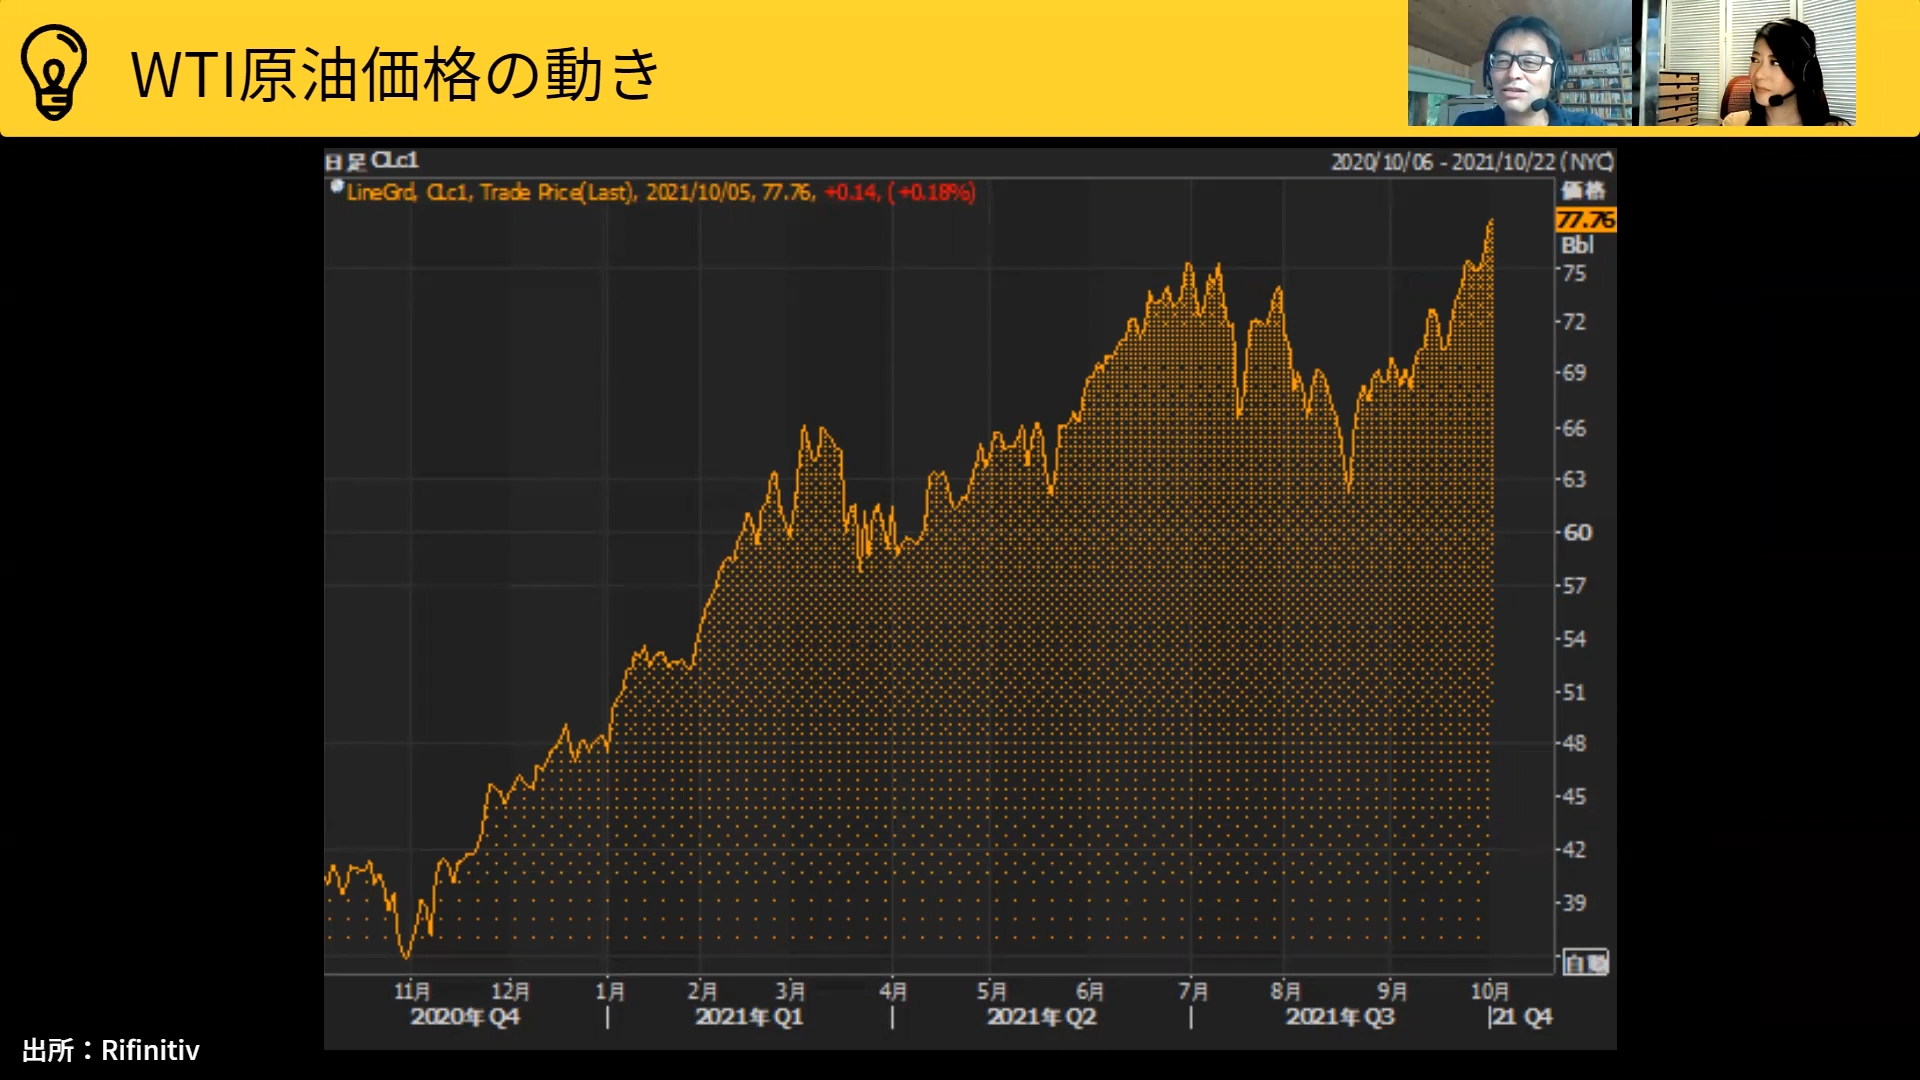 WTI原油価格の動き
日足 CLc1
2020/10/06 - 2021/10/22 (NYC)
LineGrd, CLc1, Trade Price(Last), 2021/10/05, 77.76, +0.14, (+0.18%)
価格
77.76
Bbl
75
72
69
66
63
60
57
54
51
48
45
42
39
自動
11月 12月 1月 2月 3月 4月 5月 6月 7月 8月 9月 10月
2020年 Q4 2021年 Q1 2021年 Q2 2021年 Q3 21 Q4
出所：Rifinitiv